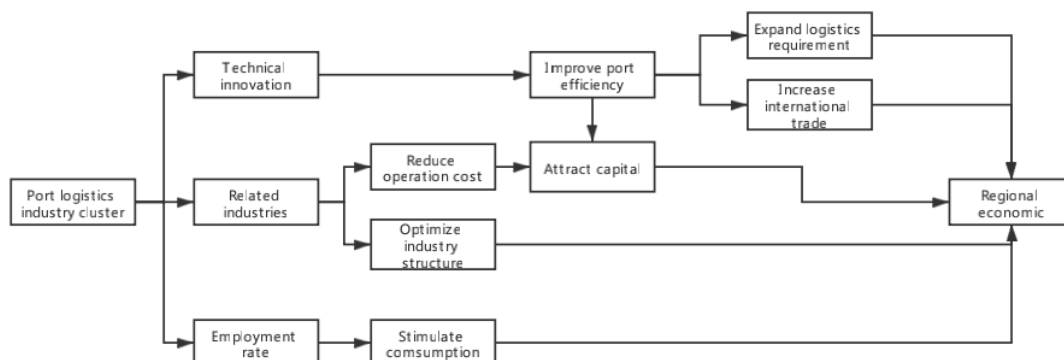 Expand logistics
requirement
Technical
innovation
Improve port
efficiency
Increase
international
trade
Reduce
operation cost
Attract capital
Port logistics
industry cluster
Related
industries
Regional
economic
Optimize
industry
structure
Employment
rate
Stimulate
comsumption